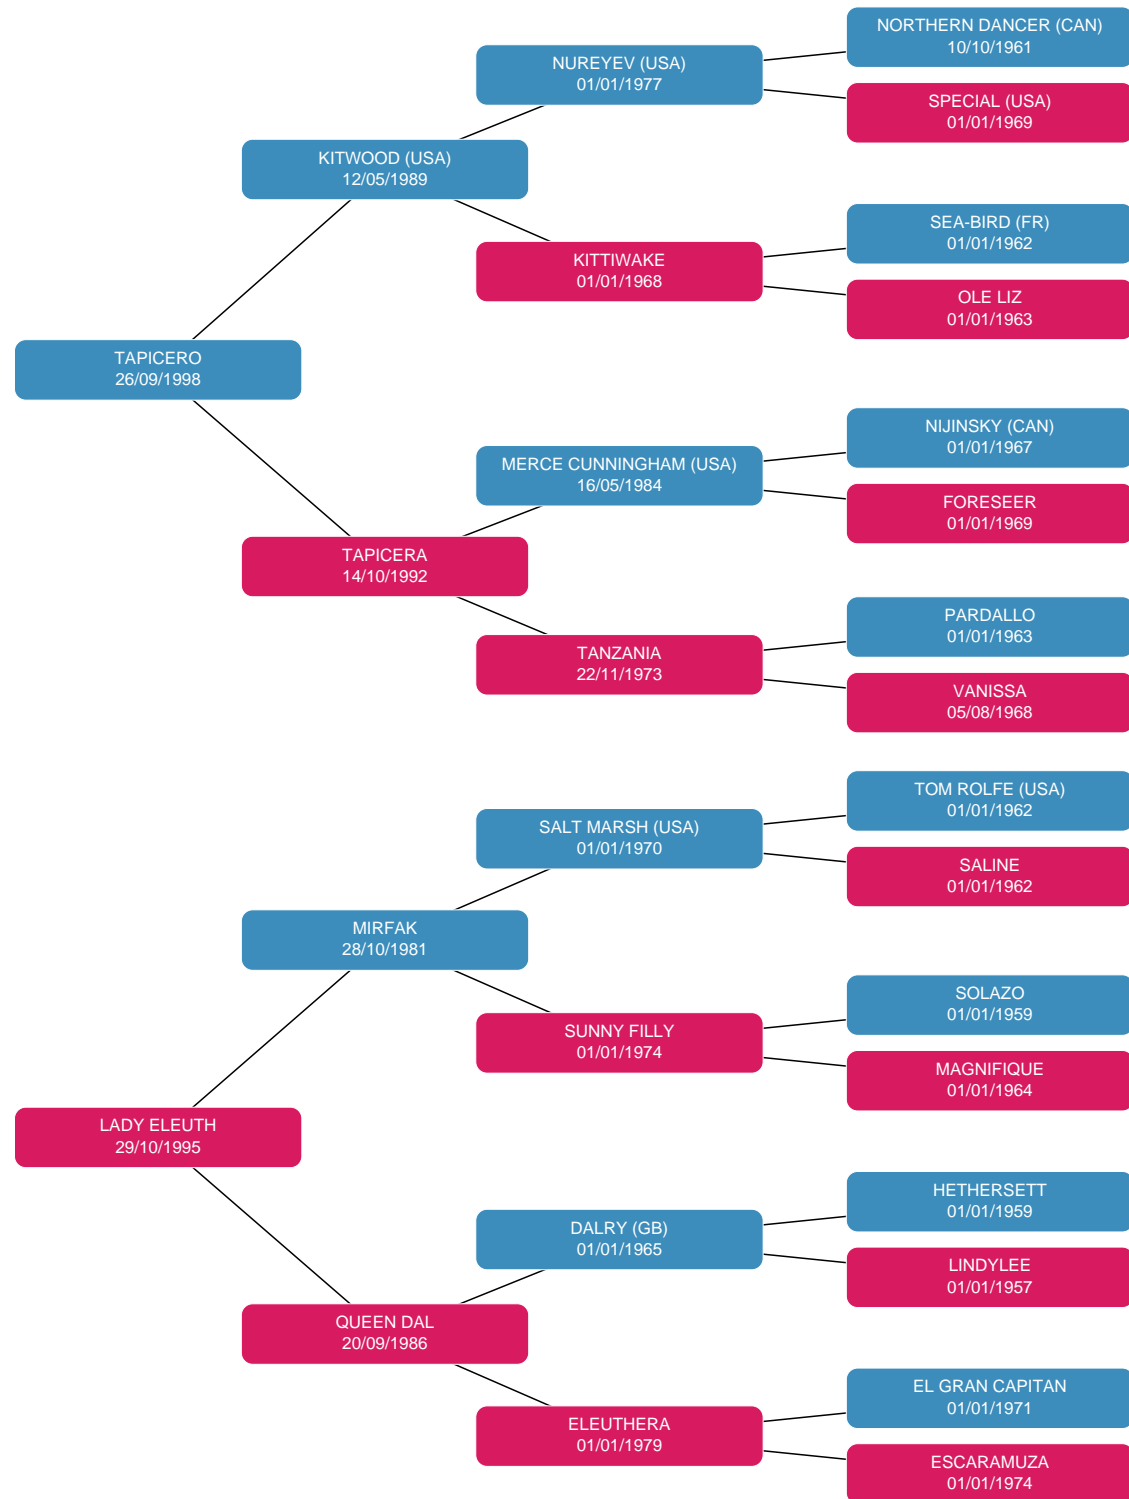 NORTHERN DANCER (CAN)
10/10/1961
NUREYEV (USA)
01/01/1977
SPECIAL (USA)
01/01/1969
KITWOOD (USA)
12/05/1989
SEA-BIRD (FR)
01/01/1962
KITTIWAKE
01/01/1968
OLE LIZ
01/01/1963
TAPICERO
26/09/1998
NIJINSKY (CAN)
01/01/1967
MERCE CUNNINGHAM (USA)
16/05/1984
FORESEER
01/01/1969
TAPICERA
14/10/1992
PARDALLO
01/01/1963
TANZANIA
22/11/1973
VANISSA
05/08/1968
TOM ROLFE (USA)
01/01/1962
SALT MARSH (USA)
01/01/1970
SALINE
01/01/1962
MIRFAK
28/10/1981
SOLAZO
01/01/1959
SUNNY FILLY
01/01/1974
MAGNIFIQUE
01/01/1964
LADY ELEUTH
29/10/1995
HETHERSETT
01/01/1959
DALRY (GB)
01/01/1965
LINDYLEE
01/01/1957
QUEEN DAL
20/09/1986
EL GRAN CAPITAN
01/01/1971
ELEUTHERA
01/01/1979
ESCARAMUZA
01/01/1974